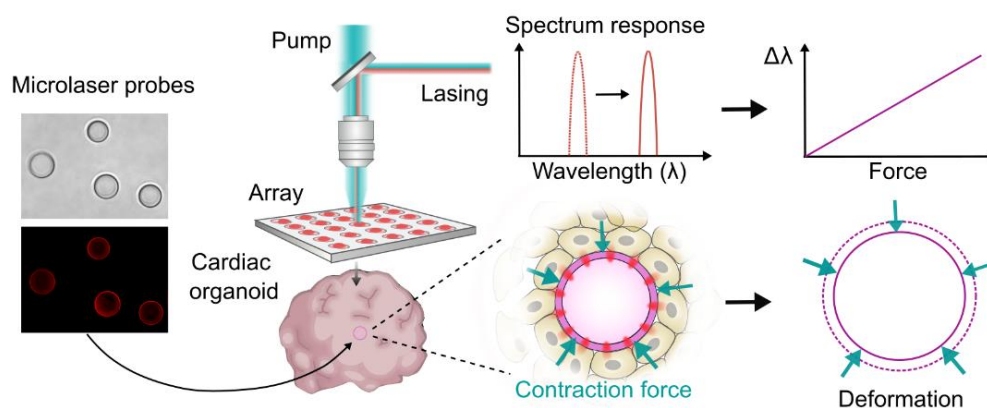 Microlaser probes
Pump
Lasing
Array
Cardiac
organoid
Spectrum response
Wavelength (λ)
Δλ
Force
Contraction force
Deformation